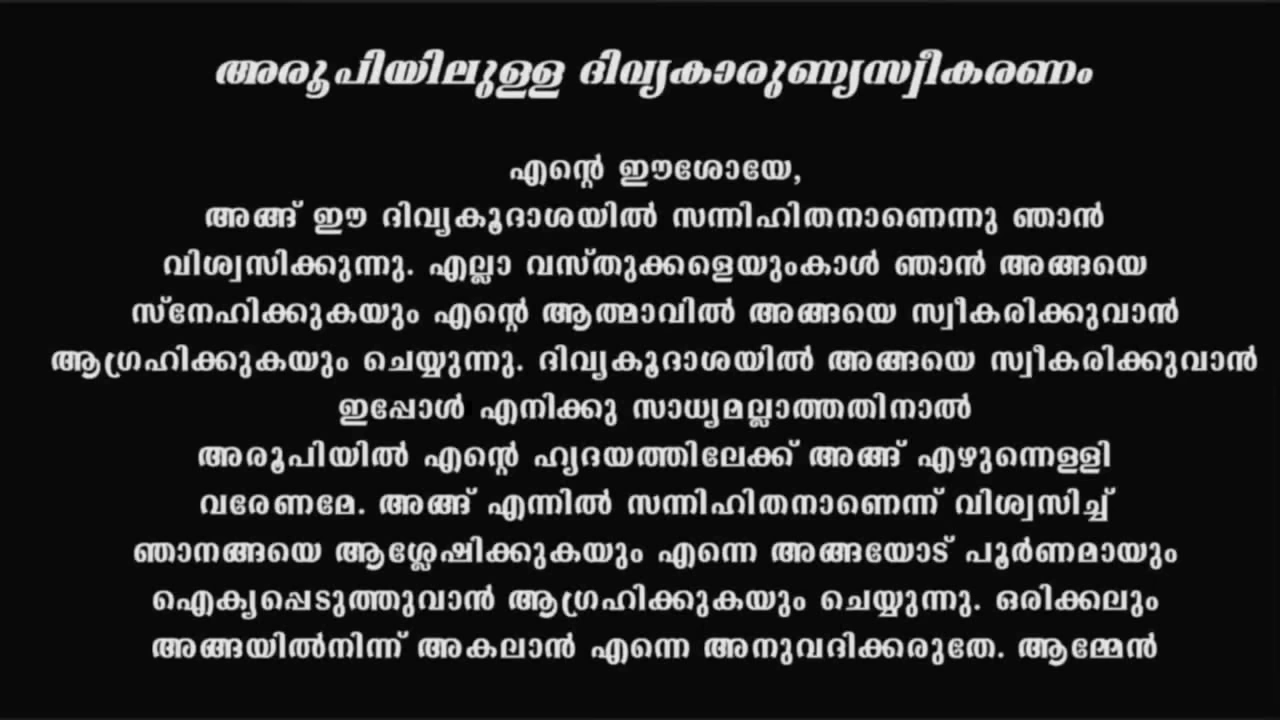 അരൂപിയിലുള്ള ദിവ്യകാരുണ്യസ്വീകരണം
എന്റെ ഈശോയേ,
അങ്ങ് ഈ ദിവ്യകൂദാശയിൽ സന്നിഹിതനാണെന്നു ഞാൻ
വിശ്വസിക്കുന്നു. എല്ലാ വസ്തുക്കളെയുംകാൾ ഞാൻ അങ്ങയെ
സ്നേഹിക്കുകയും എന്റെ ആത്മാവിൽ അങ്ങയെ സ്വീകരിക്കുവാൻ
ആഗ്രഹിക്കുകയും ചെയ്യുന്നു. ദിവ്യകൂദാശയിൽ അങ്ങയെ സ്വീകരിക്കുവാൻ
ഇപ്പോൾ എനിക്കു സാധ്യമല്ലാത്തതിനാൽ
അരൂപിയിൽ എന്റെ ഹൃദയത്തിലേക്ക് അങ്ങ് എഴുന്നെള്ളി
വരേണമേ. അങ്ങ് എന്നിൽ സന്നിഹിതനാണെന്ന് വിശ്വസിച്ച്
ഞാനങ്ങയെ ആശ്ലേഷിക്കുകയും എന്നെ അങ്ങയോട് പൂർണമായും
ഐക്യപ്പെടുത്തുവാൻ ആഗ്രഹിക്കുകയും ചെയ്യുന്നു. ഒരിക്കലും
അങ്ങയിൽനിന്ന് അകലാൻ എന്നെ അനുവദിക്കരുതേ. ആമ്മേൻ